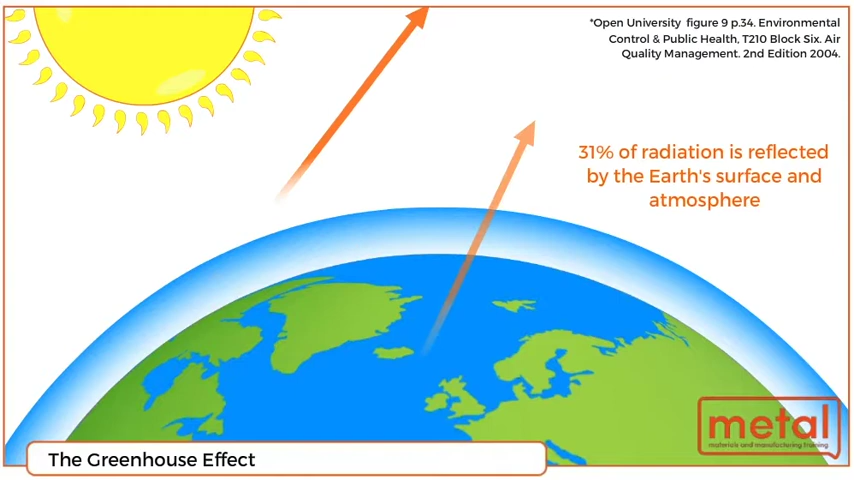 *Open University figure 9 p.34. Environmental
Control & Public Health, T210 Block Six. Air
Quality Management. 2nd Edition 2004.
31% of radiation is reflected
by the Earth's surface and
atmosphere
metal
materials and manufacturing training
The Greenhouse Effect